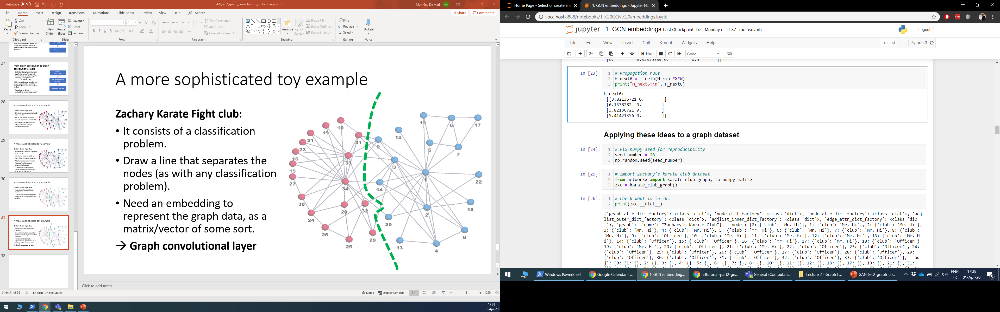 AutoSave Off
GAN_lec2_graph_convolutions_embeddings.pptx
Matthieu De Mari MD
File Home Insert Design Transitions Animations Slide Show Review View Help Search
Share Comments
Paste
Cut
Copy
Format Painter
Clipboard
New Slide
Reuse Slides
Layout
Reset
Section
Slides
28
Font
Text Direction
Align Text
Convert to SmartArt
Paragraph
Arrange
Quick Styles
Shape Fill
Shape Outline
Shape Effects
Drawing
Find
Replace
Select
Editing
Dictate
Voice
27
From graph convolution to graph convolutional layers
28
A more sophisticated toy example
Zachary Karate Fight club:
29
A more sophisticated toy example
Zachary Karate Fight club:
30
A more sophisticated toy example
Zachary Karate Fight club:
31
A more sophisticated toy example
Zachary Karate Fight club:
32
A more sophisticated toy example
Zachary Karate Fight club:
• It consists of a classification
problem.
• Draw a line that separates the
nodes (as with any classification
problem).
• Need an embedding to
represent the graph data, as a
matrix/vector of some sort.
→ Graph convolutional layer
11 6 17
10
19 12
21 31 9 5 7
23
16 33 3
15
27 34 14 1 22
30 28 32 2 18
24 20
26 29 8
25 13 4
Click to add notes
Slide 31 of 32 English (United States)
Notes Display Settings 122%
17:38
01-Apr-20
Home Page - Select or create a n
1. GCN embeddings - Jupyter No
localhost:8888/notebooks/1.%20GCN%20embeddings.ipynb
jupyter 1. GCN embeddings Last Checkpoint: Last Monday at 11:37 (autosaved)
Logout
File Edit View Insert Cell Kernel Widgets Help
Trusted Python 3
Run Code
[0. 0.35355339 0. 0.5 ]]
In [23]:
1 # Propagation rule
2 H_next6 = f_relu(N_kipf*X*W)
3 print("H_next6:\n", H_next6)
H_next6:
[[3.82136721 0. ]
[6.1378282 0. ]
[3.82136721 0. ]
[5.41421356 0. ]]
Applying these ideas to a graph dataset
In [24]:
1 # Fix numpy seed for reproducibility
2 seed_number = 28
3 np.random.seed(seed_number)
In [25]:
1 # Import Zachary's karate club dataset
2 from networkx import karate_club_graph, to_numpy_matrix
3 zkc = karate_club_graph()
In [26]:
1 # Check what is in zkc
2 print(zkc.__dict__)
{'graph_attr_dict_factory': <class 'dict'>, 'node_dict_factory': <class 'dict'>, 'node_attr_dict_factory': <class 'dict'>, 'adj
list_outer_dict_factory': <class 'dict'>, 'adjlist_inner_dict_factory': <class 'dict'>, 'edge_attr_dict_factory': <class 'dic
t'>, 'graph': {'name': "Zachary's Karate Club"}, '_node': {0: {'club': 'Mr. Hi'}, 1: {'club': 'Mr. Hi'}, 2: {'club': 'Mr. Hi'},
3: {'club': 'Mr. Hi'}, 4: {'club': 'Mr. Hi'}, 5: {'club': 'Mr. Hi'}, 6: {'club': 'Mr. Hi'}, 7: {'club': 'Mr. Hi'}, 8: {'club':
'Mr. Hi'}, 9: {'club': 'Officer'}, 10: {'club': 'Mr. Hi'}, 11: {'club': 'Mr. Hi'}, 12: {'club': 'Mr. Hi'}, 13: {'club': 'Mr. H
i'}, 14: {'club': 'Officer'}, 15: {'club': 'Officer'}, 16: {'club': 'Mr. Hi'}, 17: {'club': 'Mr. Hi'}, 18: {'club': 'Officer'},
19: {'club': 'Mr. Hi'}, 20: {'club': 'Officer'}, 21: {'club': 'Mr. Hi'}, 22: {'club': 'Officer'}, 23: {'club': 'Officer'}, 24:
{'club': 'Officer'}, 25: {'club': 'Officer'}, 26: {'club': 'Officer'}, 27: {'club': 'Officer'}, 28: {'club': 'Officer'}, 29:
{'club': 'Officer'}, 30: {'club': 'Officer'}, 31: {'club': 'Officer'}, 32: {'club': 'Officer'}, 33: {'club': 'Officer'}}, '_ad
j': {0: {1: {}, 2: {}, 3: {}, 4: {}, 5: {}, 6: {}, 7: {}, 8: {}, 10: {}, 11: {}, 12: {}, 13: {}, 17: {}, 19: {}, 21: {}, 31:
Windows PowerShell
Google Calendar - ...
1. GCN embedding...
nrltutorial-part2-gn...
General (Computati...
Lecture 2 - Graph C...
GAN_lec2_graph_co...
ENG
FR
17:38
01-Apr-20
5